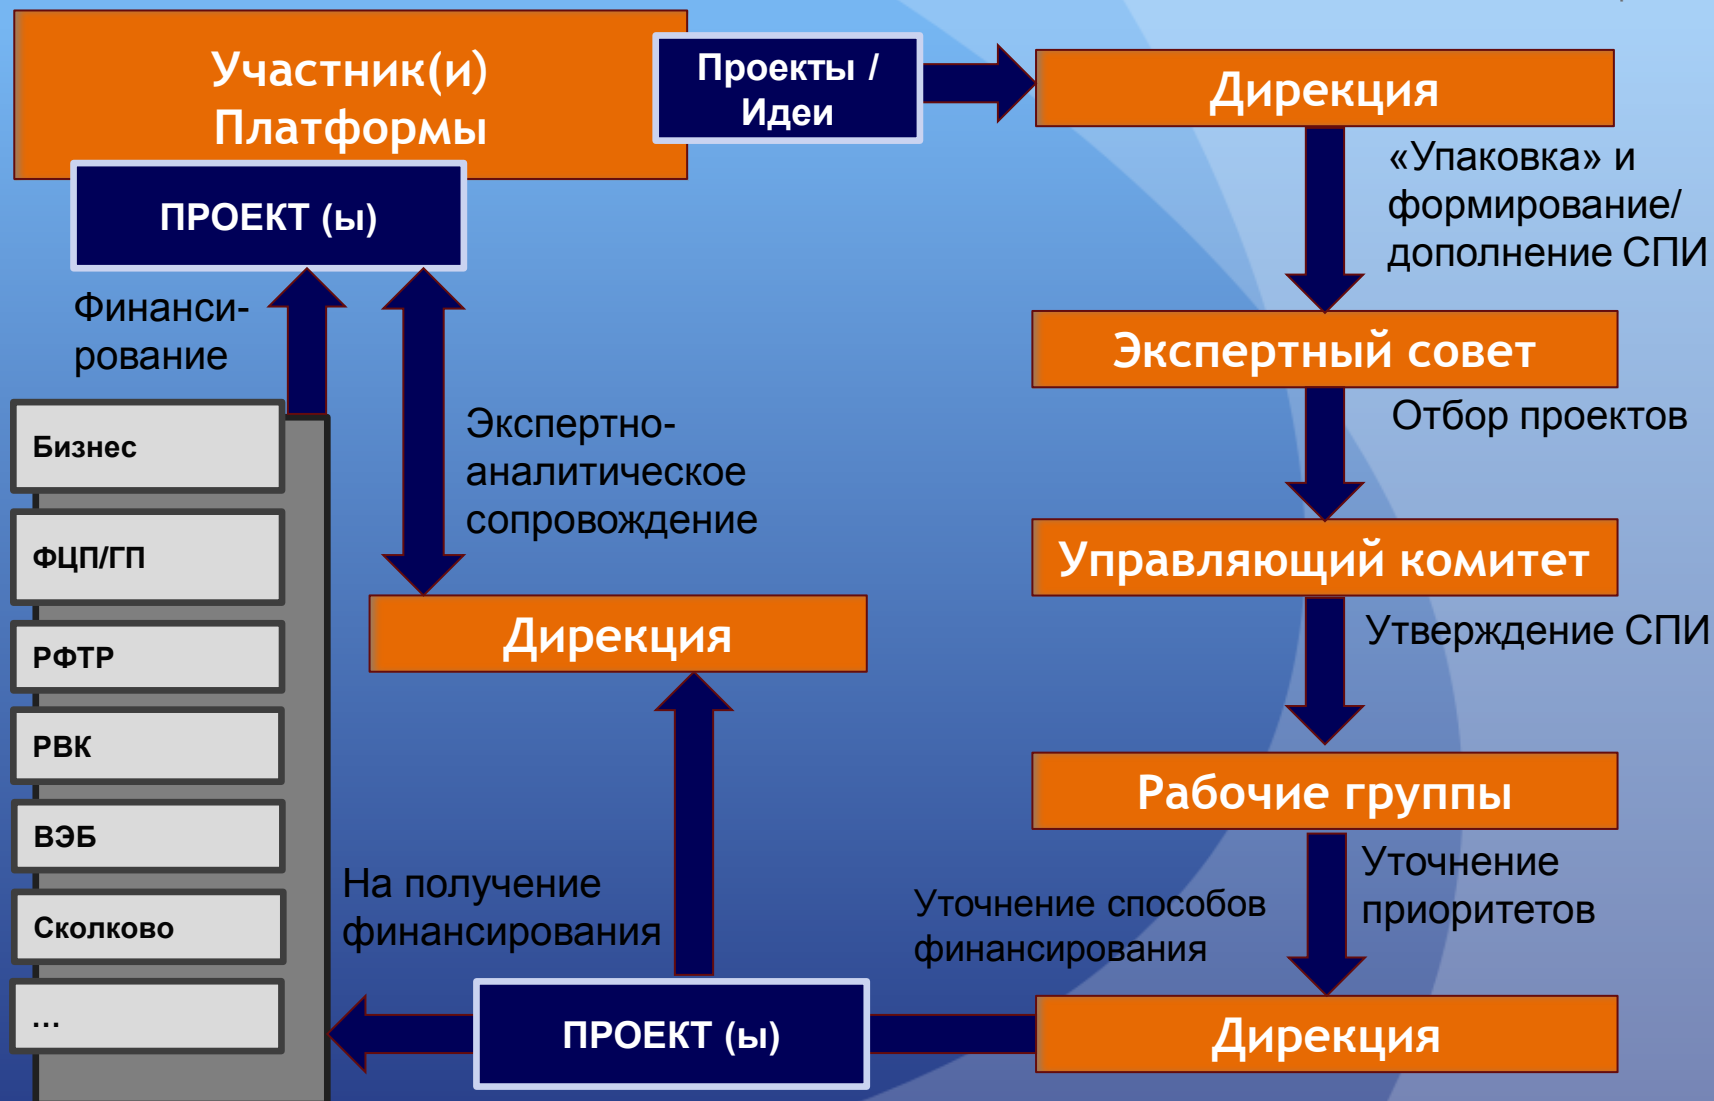 Участник(и)
Платформы
Проекты /
Идеи
Дирекция
ПРОЕКТ (ы)
«Упаковка» и
формирование/
дополнение СПИ
Финанси-
рование
Экспертный совет
Отбор проектов
Экспертно-
аналитическое
сопровождение
Бизнес
ФЦП/ГП
РФТР
РВК
ВЭБ
Сколково
...
Управляющий комитет
Утверждение СПИ
Дирекция
Рабочие группы
Уточнение
приоритетов
На получение
финансирования
Уточнение способов
финансирования
ПРОЕКТ (ы)
Дирекция